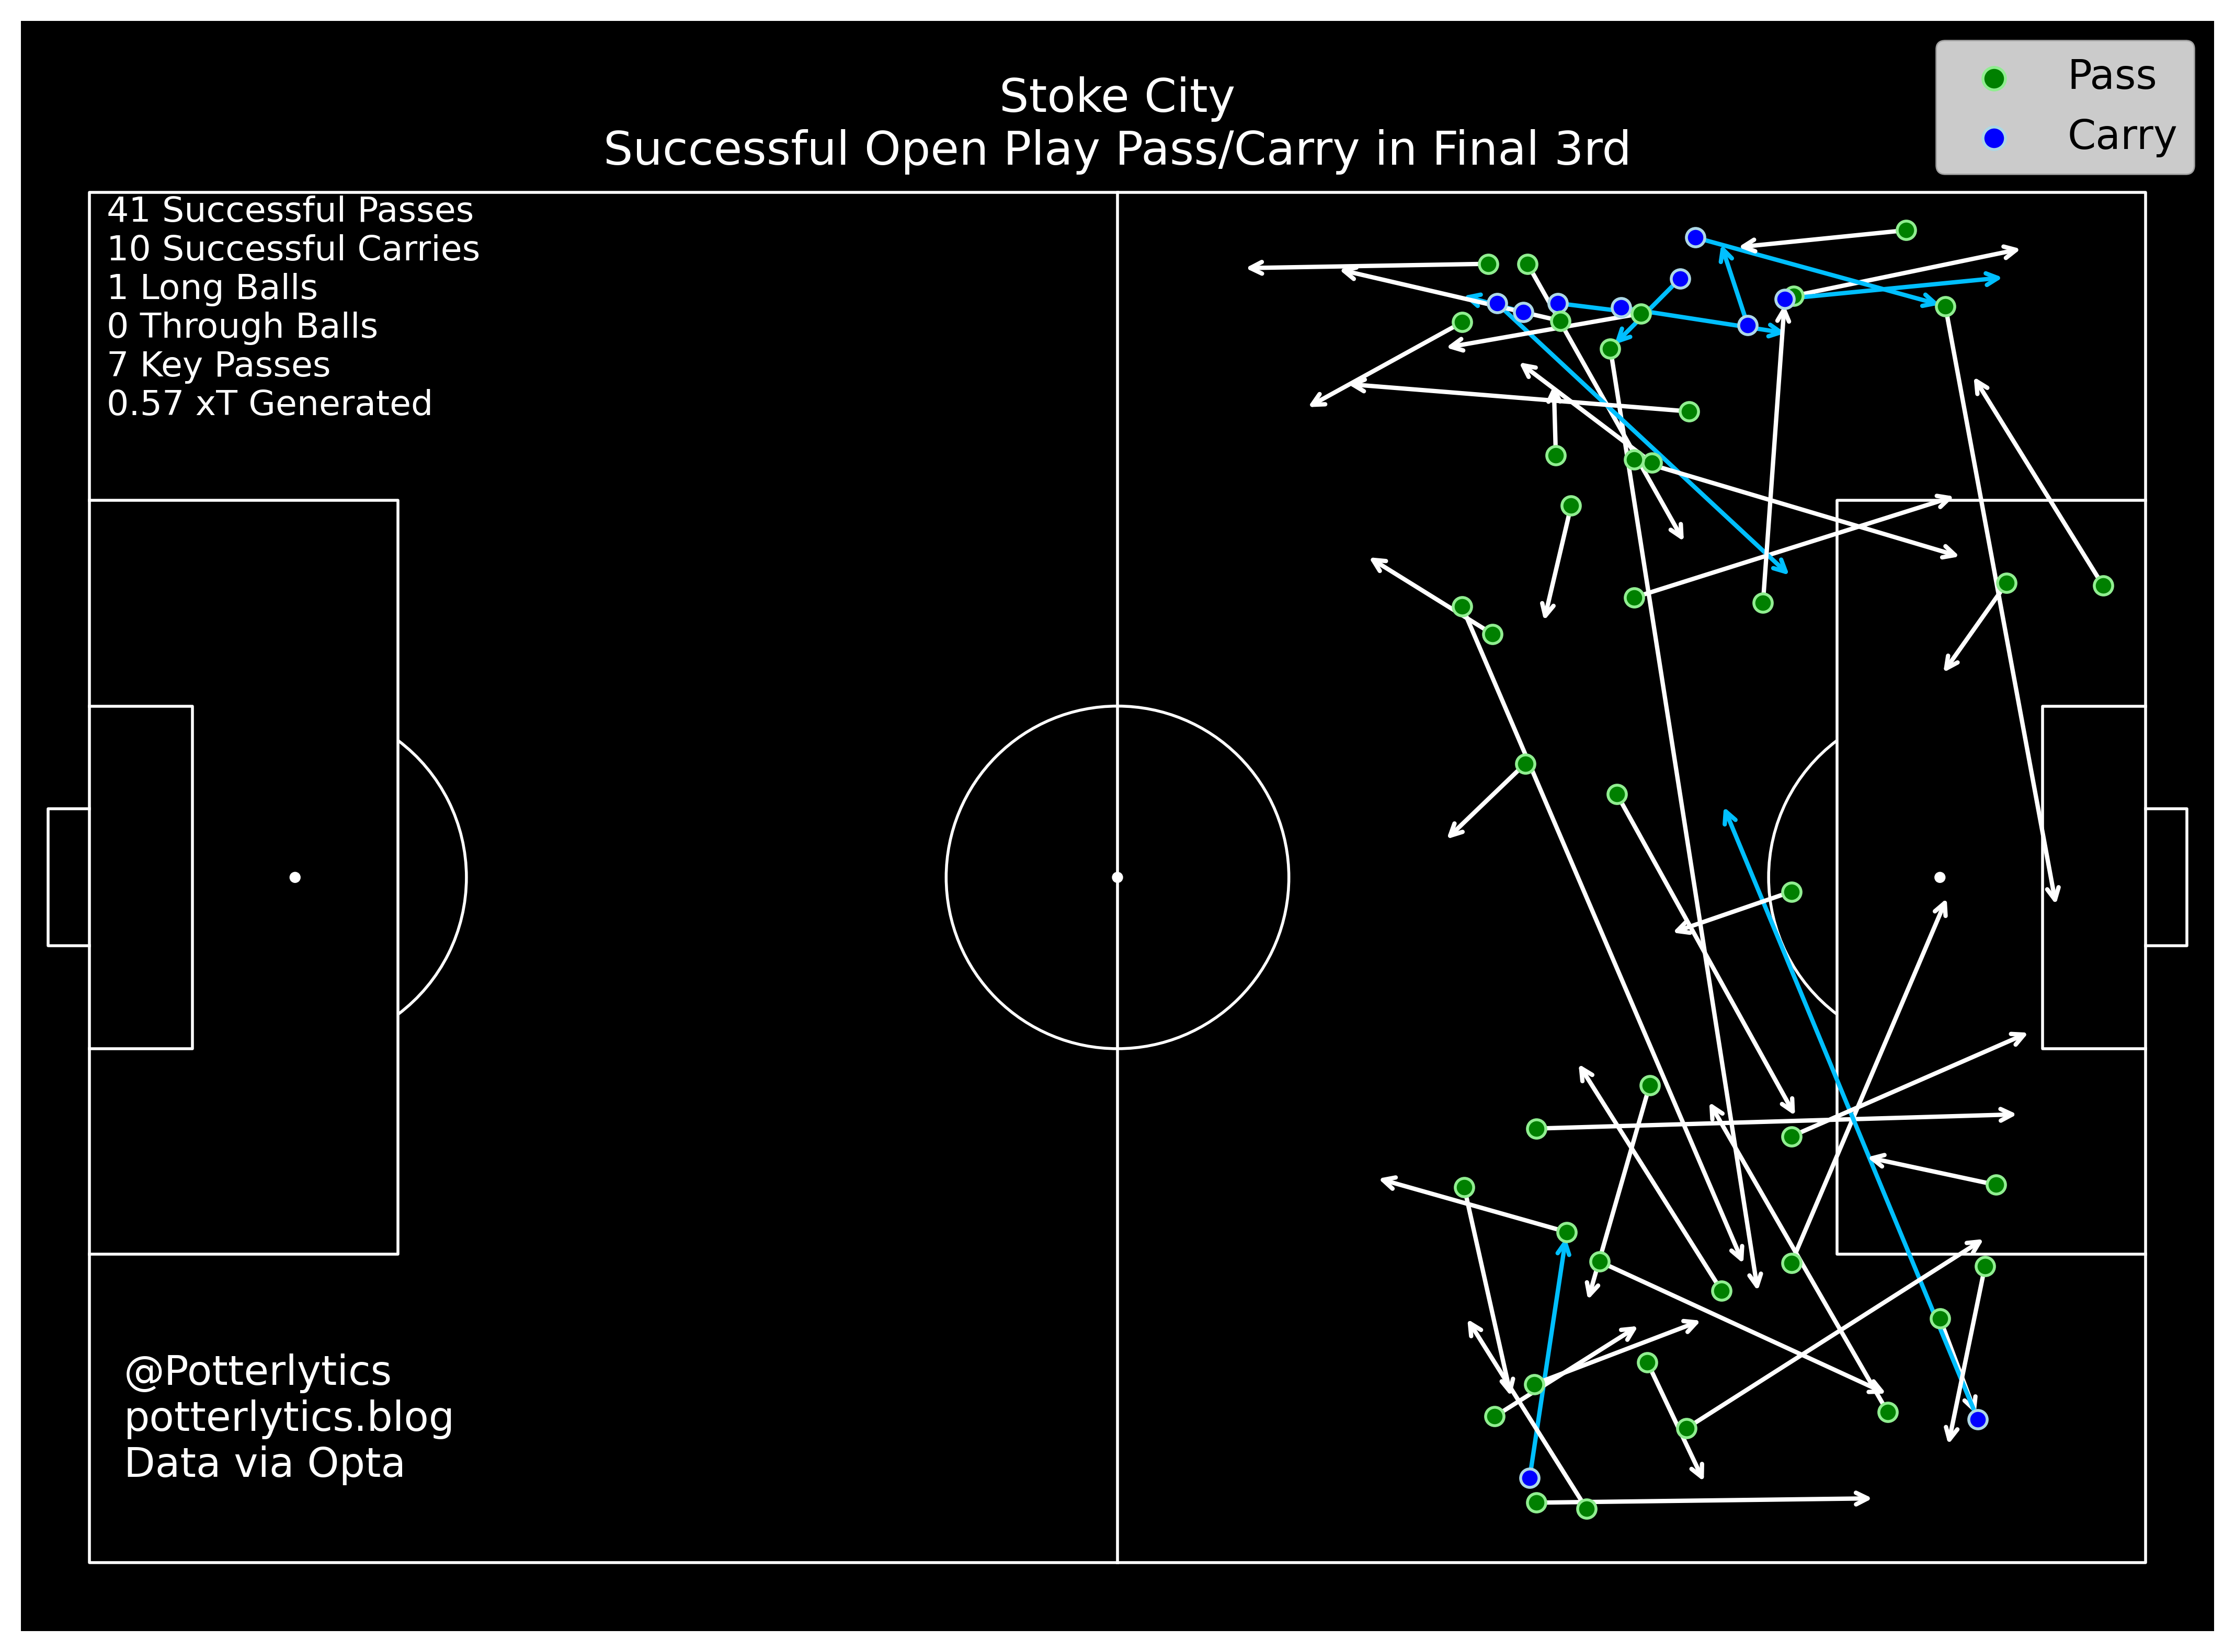 Stoke City
Successful Open Play Pass/Carry in Final 3rd
Pass
Carry
41 Successful Passes
10 Successful Carries
1 Long Balls
0 Through Balls
7 Key Passes
0.57 xT Generated
@Potterlytics
potterlytics.blog
Data via Opta